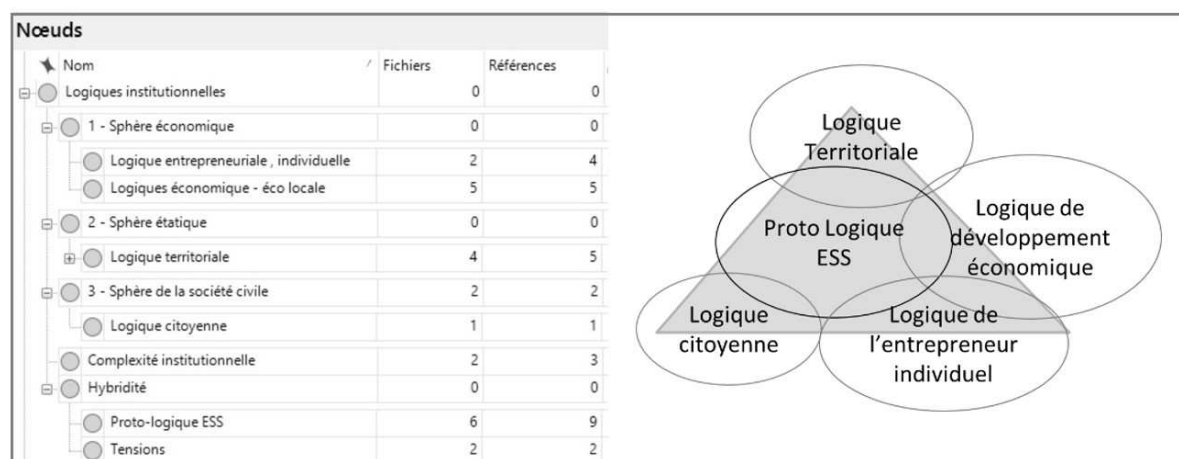 Nœuds
Nom Fichiers Références
Logiques institutionnelles 0 0
1 - Sphère économique 0 0
Logique entrepreneuriale , individuelle 2 4
Logiques économique - éco locale 5 5
2 - Sphère étatique 0 0
Logique territoriale 4 5
3 - Sphère de la société civile 2 2
Logique citoyenne 1 1
Complexité institutionnelle 2 3
Hybridité 0 0
Proto-logique ESS 6 9
Tensions 2 2
Logique
Territoriale
Proto Logique
ESS
Logique de
développement
économique
Logique
citoyenne
Logique de
l'entrepreneur
individuel